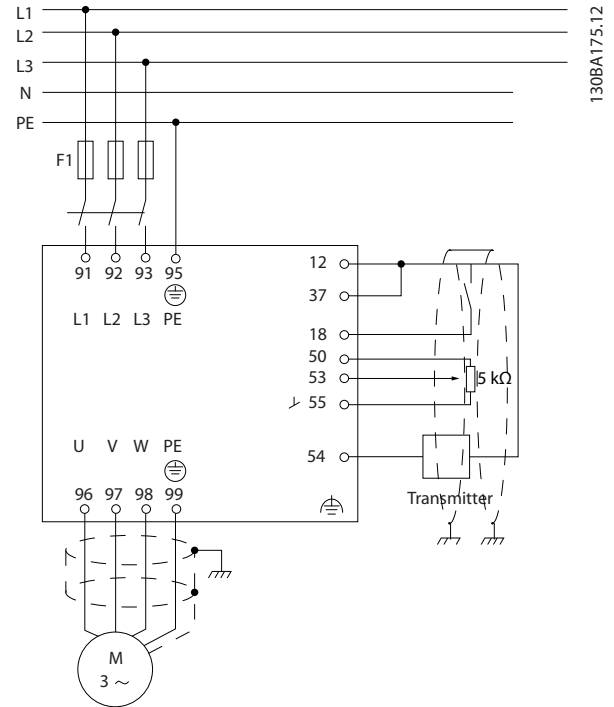 L1
L2
L3
N
PE
130BA175.12
F1
91 92 93 95
L1 L2 L3 PE
12
37
18
50
53
55
54
5 kΩ
Transmitter
U V W PE
96 97 98 99
M
3 ~